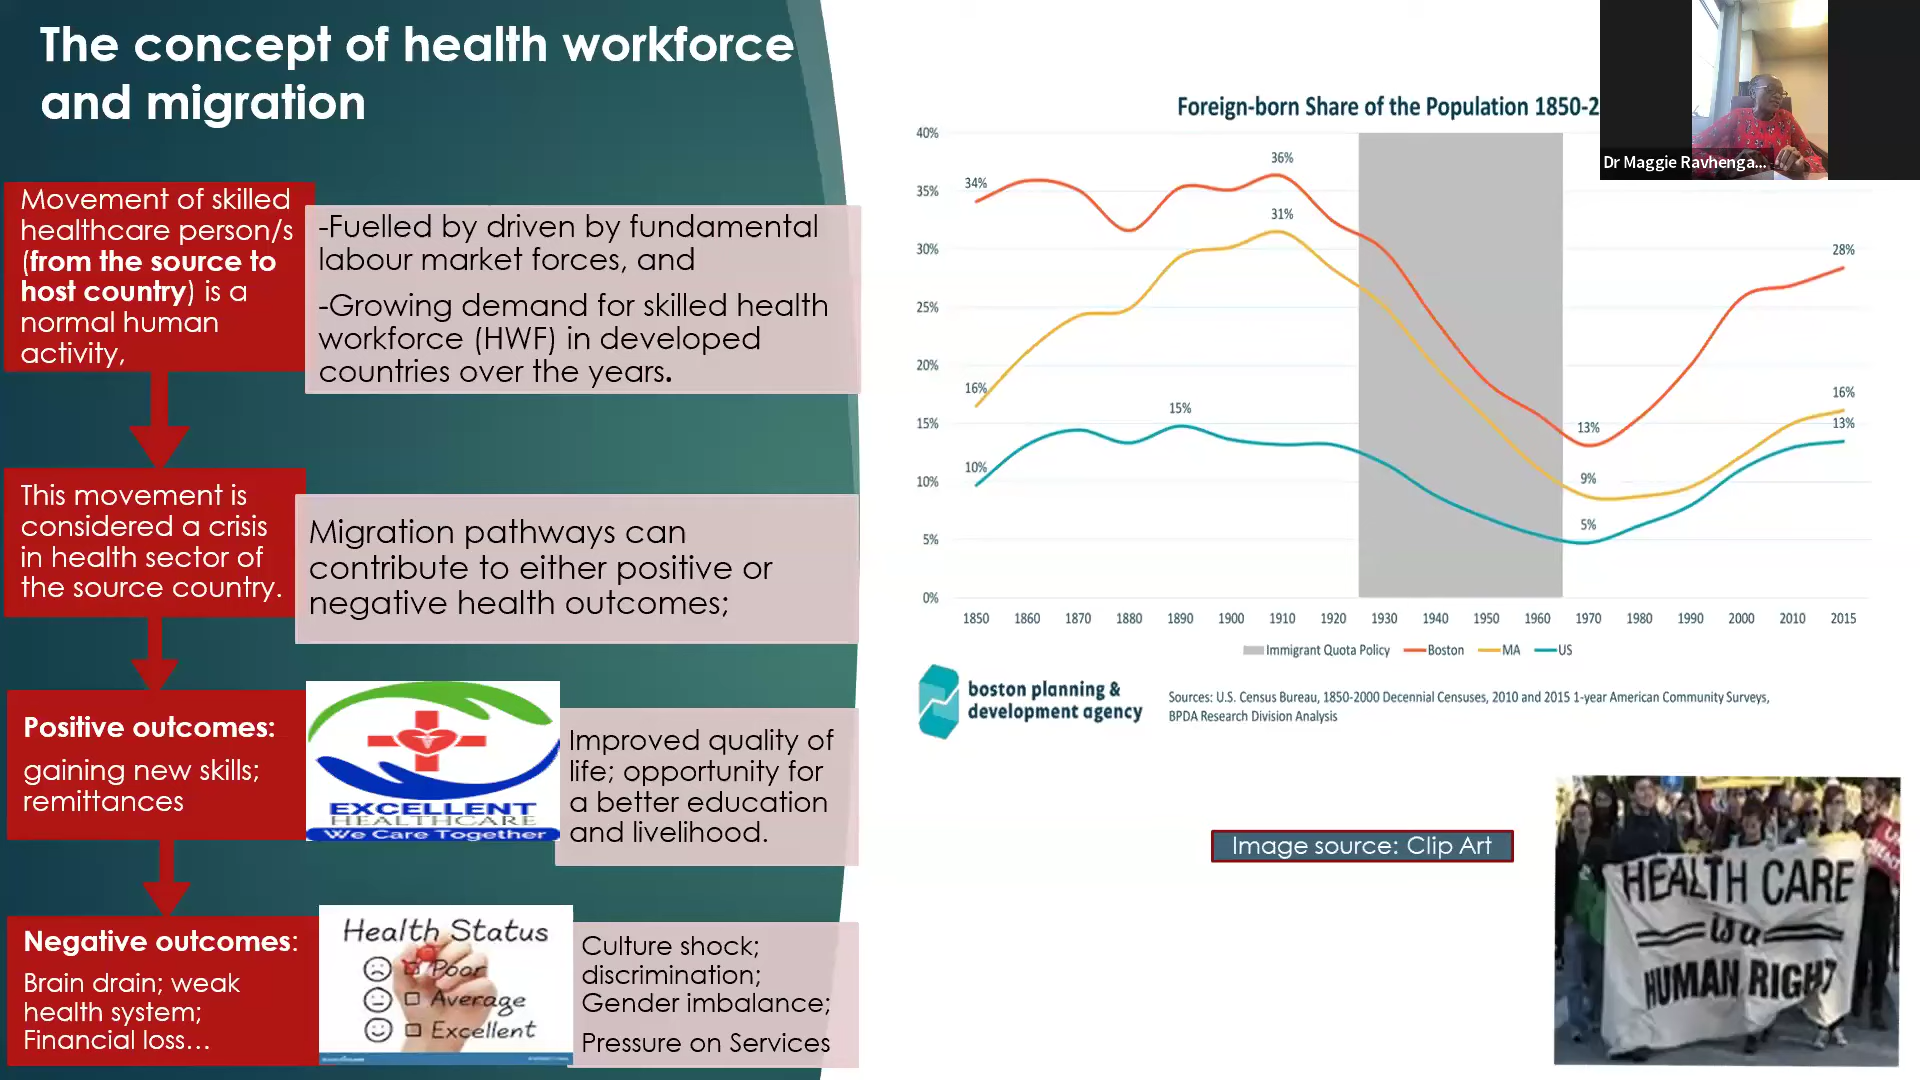 The concept of health workforce
and migration
Movement of skilled
healthcare person/s
(from the source to
host country) is a
normal human
activity,
-Fuelled by driven by fundamental
labour market forces, and
-Growing demand for skilled health
workforce (HWF) in developed
countries over the years.
This movement is
considered a crisis
in health sector of
the source country.
Migration pathways can
contribute to either positive or
negative health outcomes;
Positive outcomes:
gaining new skills;
remittances
EXCELLENT
HEALTHCARE
We Care Together
Improved quality of
life; opportunity for
a better education
and livelihood.
Negative outcomes:
Brain drain; weak
health system;
Financial loss...
Health Status
Poor
Average
Excellent
Culture shock;
discrimination;
Gender imbalance;
Pressure on Services
Foreign-born Share of the Population 1850-2
40%
35%
30%
25%
20%
15%
10%
5%
0%
34%
36%
31%
28%
16%
15%
13%
16%
13%
10%
9%
5%
1850 1860 1870 1880 1890 1900 1910 1920 1930 1940 1950 1960 1970 1980 1990 2000 2010 2015
Immigrant Quota Policy Boston MA US
boston planning &
development agency
Sources: U.S. Census Bureau, 1850-2000 Decennial Censuses, 2010 and 2015 1-year American Community Surveys,
BPDA Research Division Analysis
Image source: Clip Art
HEALTH CARE
is a
HUMAN RIGHT
Dr Maggie Ravhenga...